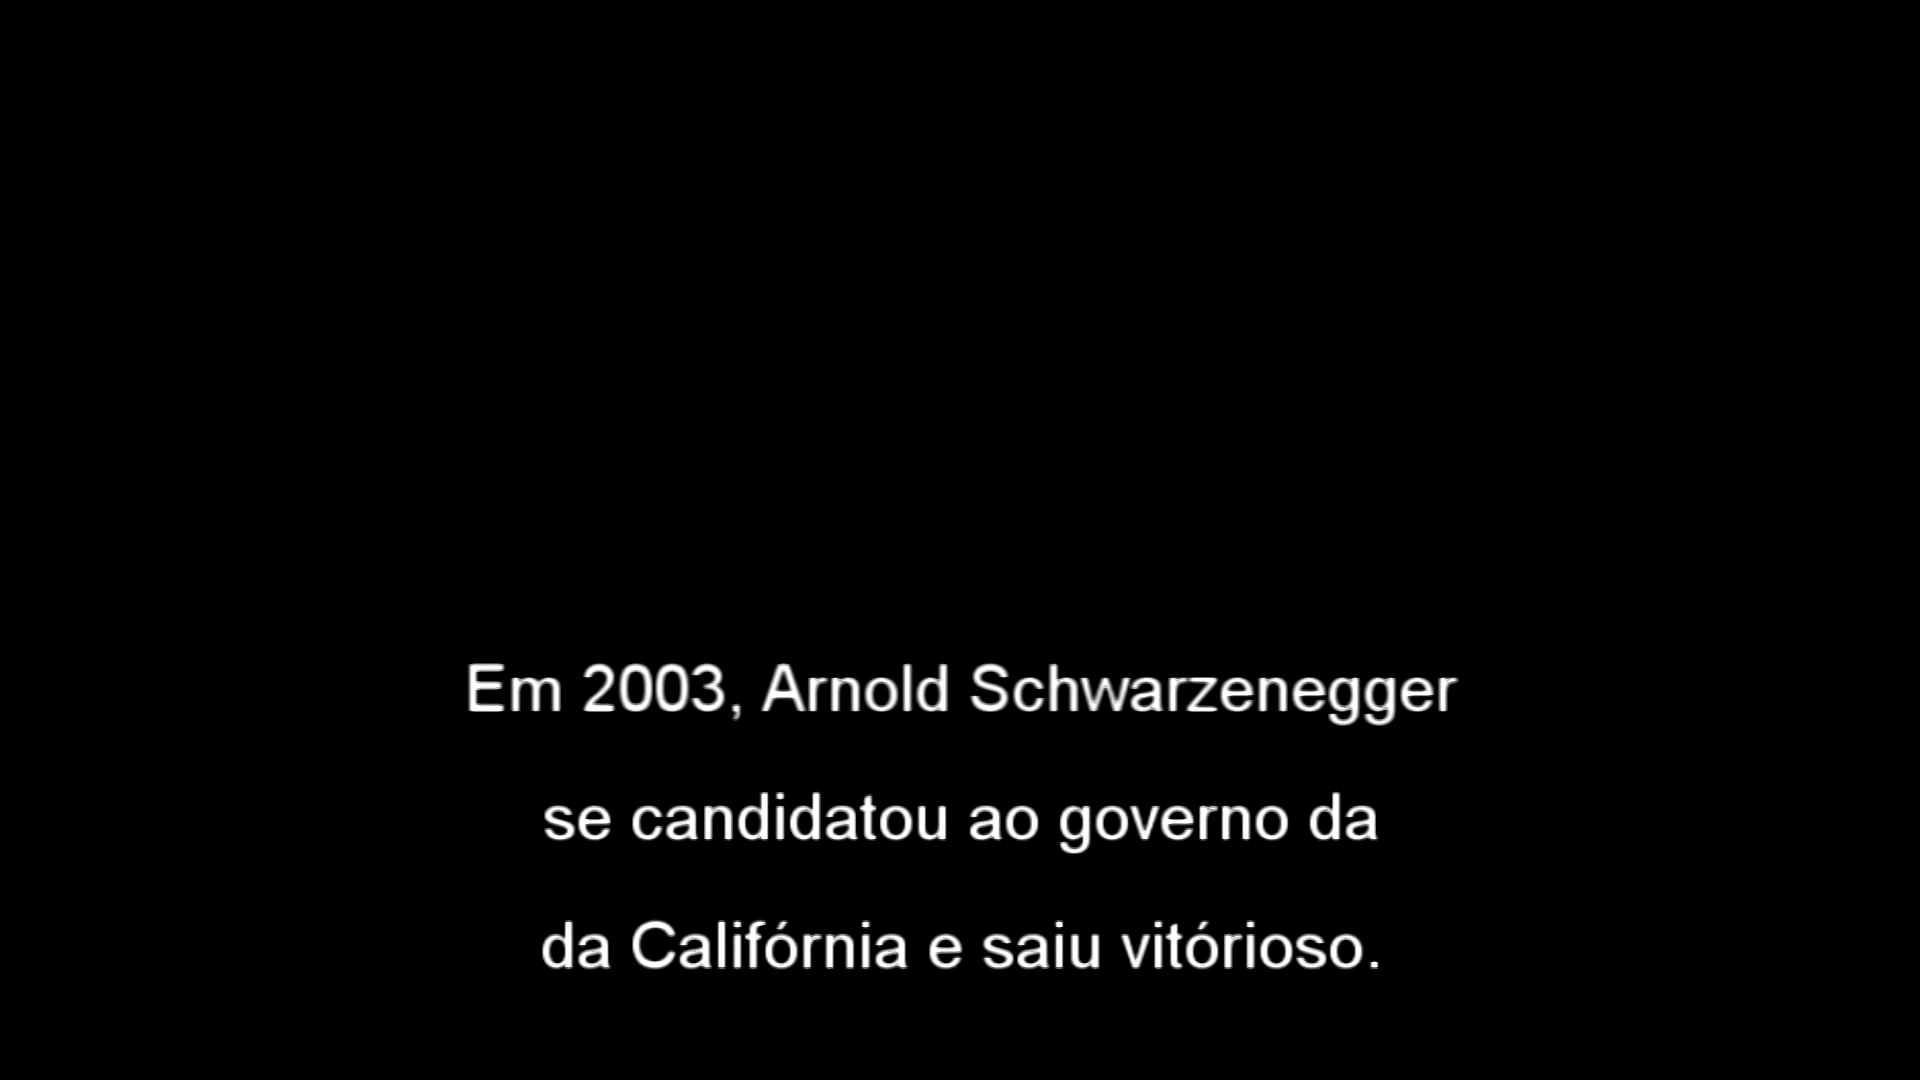 Em 2003, Arnold Schwarzenegger
se candidatou ao governo da
da Califórnia e saiu vitórioso.